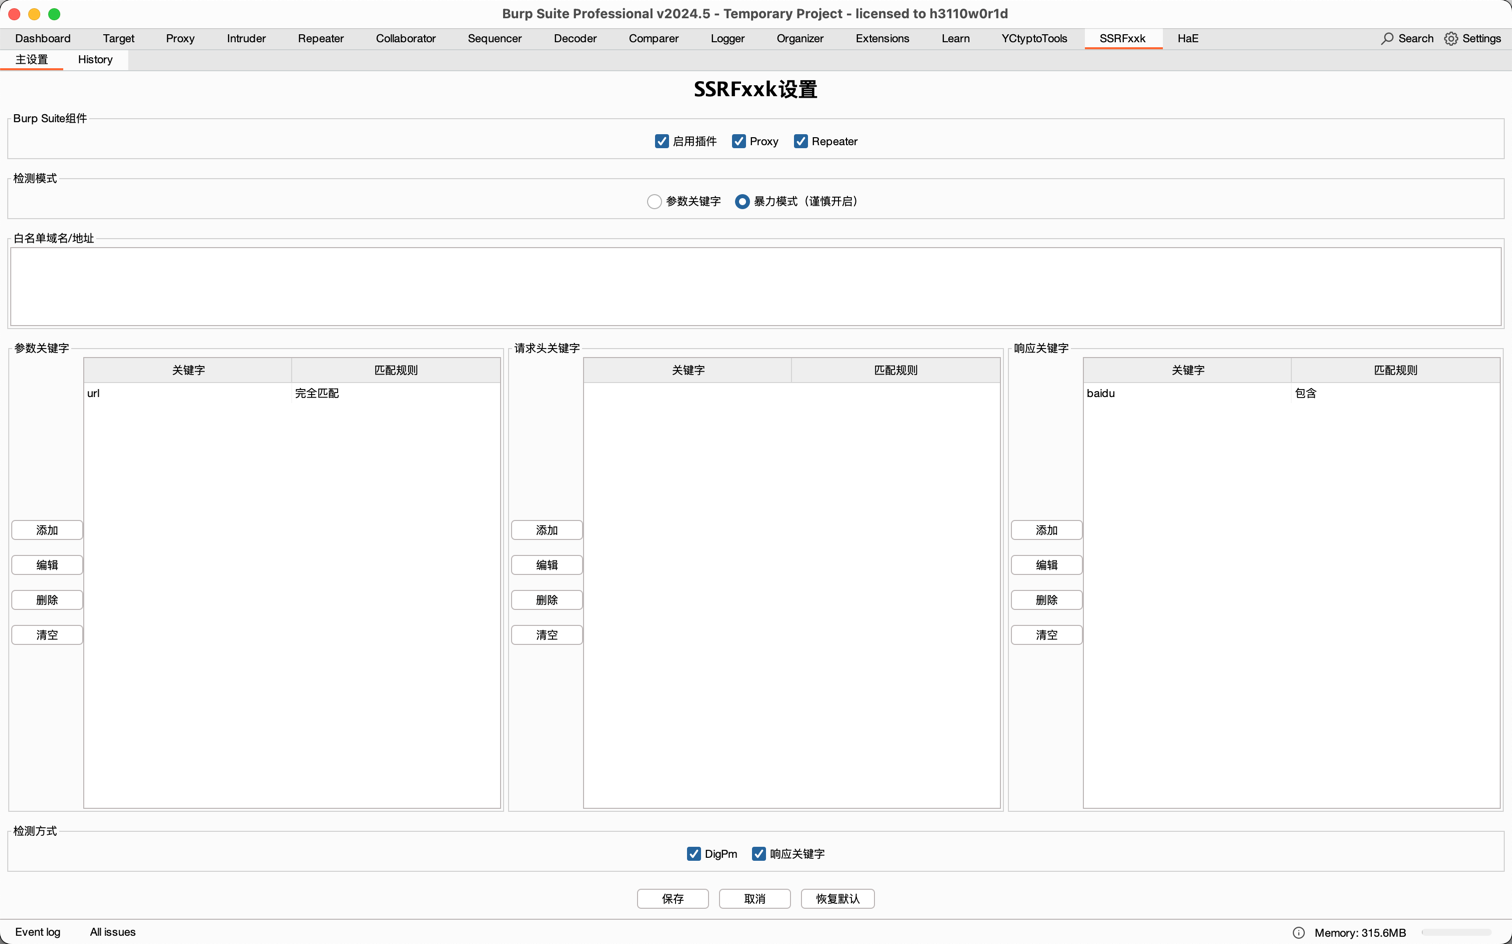 Burp Suite Professional v2024.5 - Temporary Project - licensed to h3110w0r1d
Dashboard Target Proxy Intruder Repeater Collaborator Sequencer Decoder Comparer Logger Organizer Extensions Learn YCtyptoTools SSRFxxk HaE Search Settings
主设置 History
SSRFxxk设置
Burp Suite组件
启用插件 Proxy Repeater
检测模式
参数关键字 暴力模式（谨慎开启）
白名单域名/地址
参数关键字 请求头关键字 响应关键字
关键字 匹配规则 关键字 匹配规则 关键字 匹配规则
url 完全匹配 baidu 包含
添加 添加 添加
编辑 编辑 编辑
删除 删除 删除
清空 清空 清空
检测方式
DigPm 响应关键字
保存 取消 恢复默认
Event log All issues Memory: 315.6MB